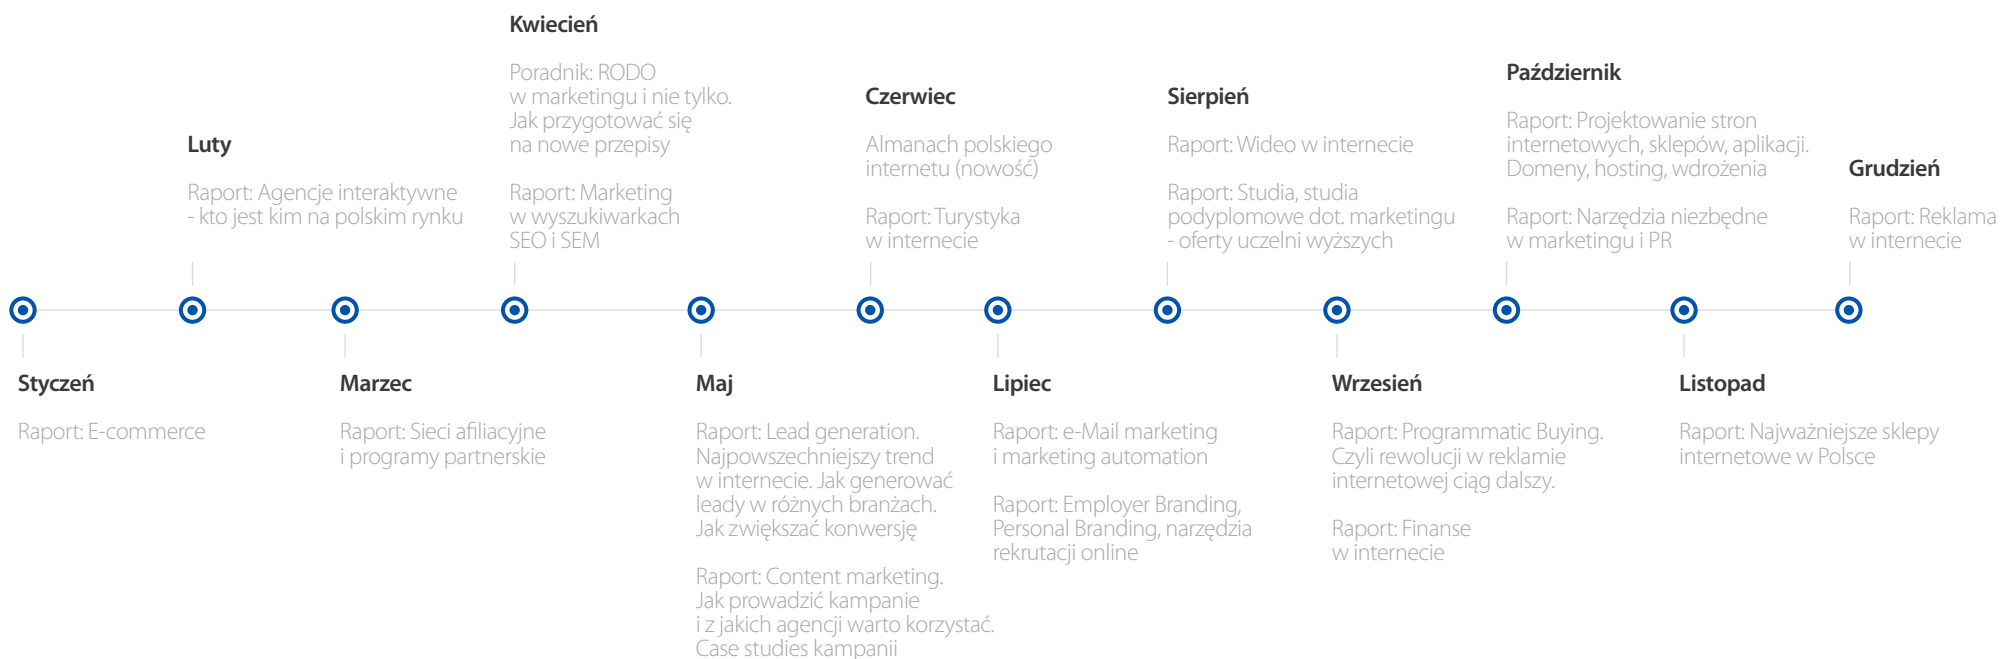 Styczeń
Raport: E-commerce
Luty
Raport: Agencje interaktywne
- kto jest kim na polskim rynku
Marzec
Raport: Sieci afiliacyjne
i programy partnerskie
Kwiecień
Poradnik: RODO
w marketingu i nie tylko.
Jak przygotować się
na nowe przepisy
Raport: Marketing
w wyszukiwarkach
SEO i SEM
Maj
Raport: Lead generation.
Najpowszechniejszy trend
w internecie. Jak generować
leady w różnych branżach.
Jak zwiększać konwersję
Raport: Content marketing.
Jak prowadzić kampanie
i z jakich agencji warto korzystać.
Case studies kampanii
Czerwiec
Almanach polskiego
internetu (nowość)
Raport: Turystyka
w internecie
Lipiec
Raport: e-Mail marketing
i marketing automation
Raport: Employer Branding,
Personal Branding, narzędzia
rekrutacji online
Sierpień
Raport: Wideo w internecie
Raport: Studia, studia
podyplomowe dot. marketingu
- oferty uczelni wyższych
Wrzesień
Raport: Programmatic Buying.
Czyli rewolucji w reklamie
internetowej ciąg dalszy.
Raport: Finanse
w internecie
Październik
Raport: Projektowanie stron
internetowych, sklepów, aplikacji.
Domeny, hosting, wdrożenia
Raport: Narzędzia niezbędne
w marketingu i PR
Listopad
Raport: Najważniejsze sklepy
internetowe w Polsce
Grudzień
Raport: Reklama
w internecie